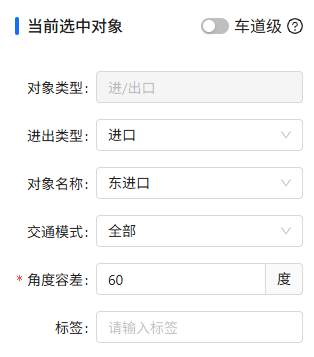 当前选中对象 车道级
对象类型: 进/出口
进出类型: 进口
对象名称: 东进口
交通模式: 全部
* 角度容差: 60 度
标签: 请输入标签